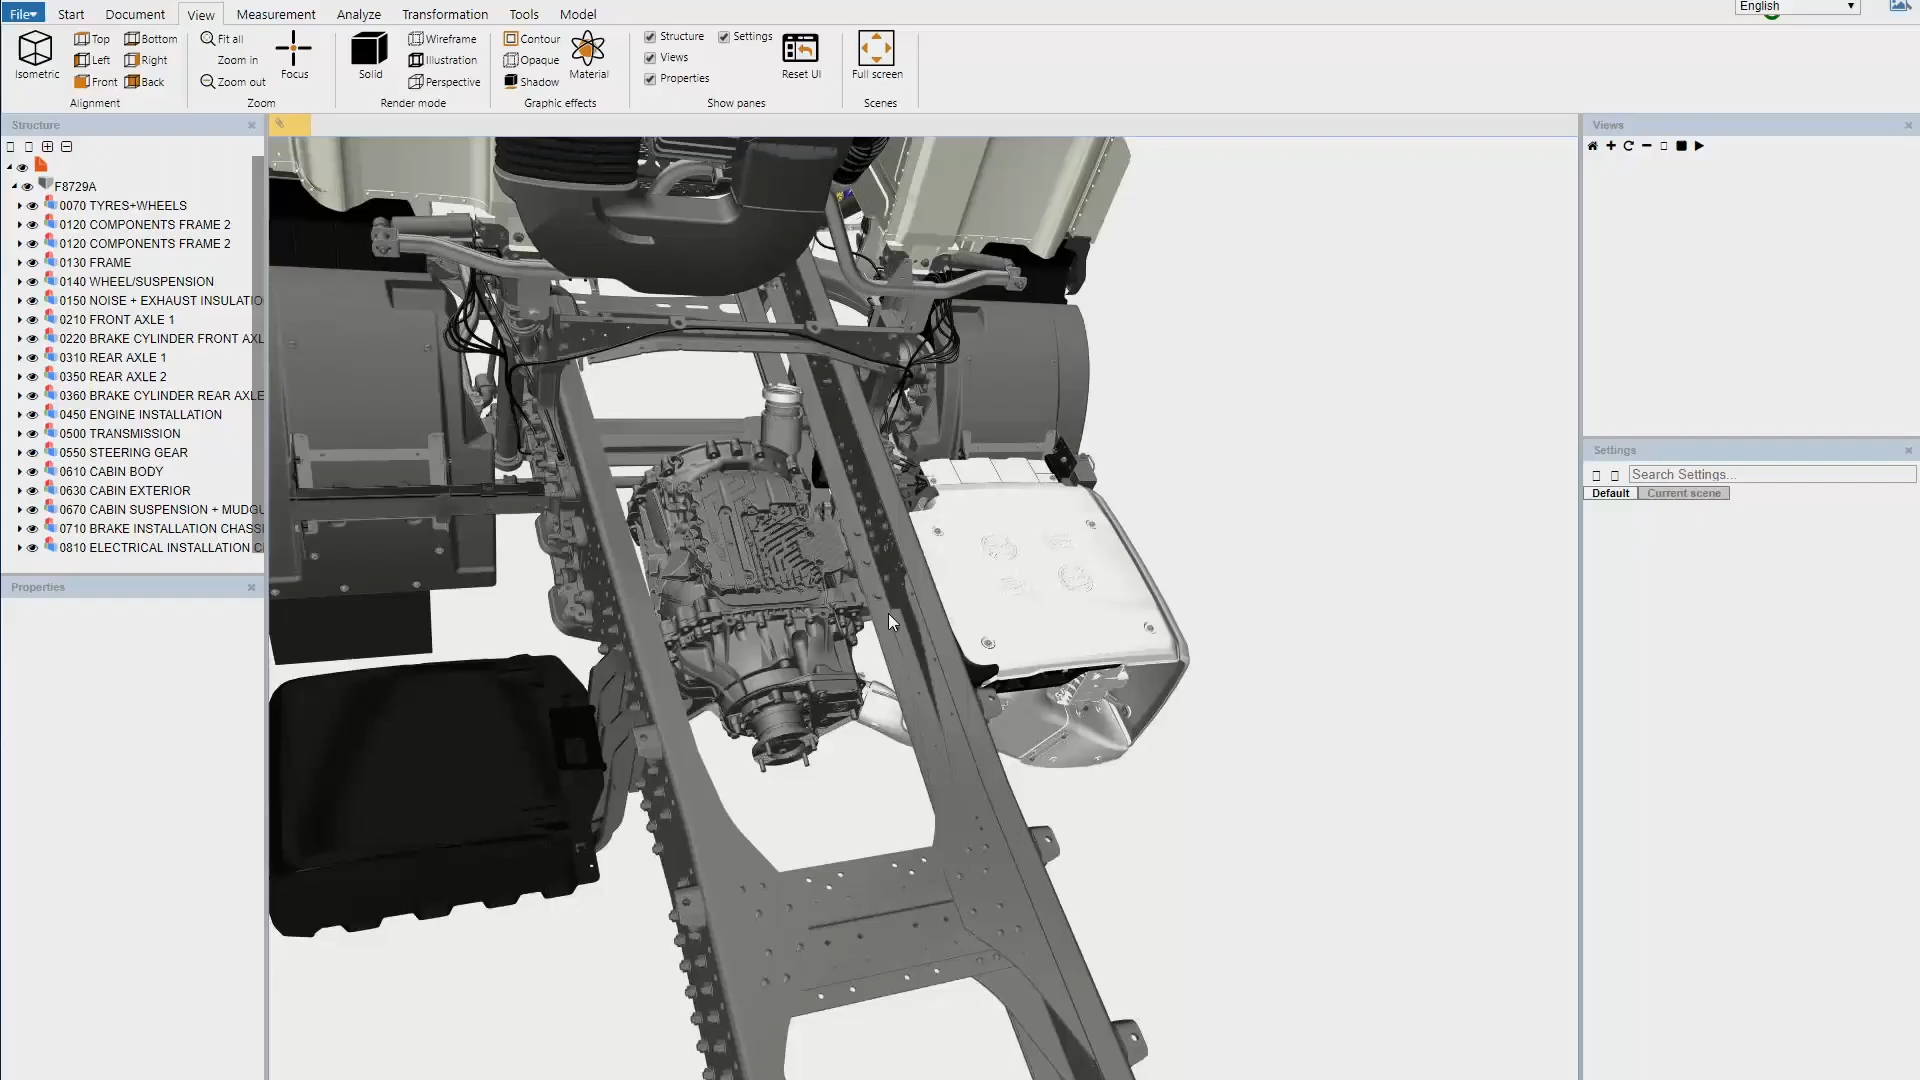 File
Start
Document
View
Measurement
Analyze
Transformation
Tools
Model
English
Isometric
Top
Bottom
Left
Right
Front
Back
Alignment
Fit all
Zoom in
Zoom out
Focus
Zoom
Solid
Wireframe
Illustration
Perspective
Render mode
Contour
Opaque
Shadow
Material
Graphic effects
Structure
Settings
Views
Properties
Reset UI
Show panes
Full screen
Scenes
Structure
F8729A
0070 TYRES+WHEELS
0120 COMPONENTS FRAME 2
0120 COMPONENTS FRAME 2
0130 FRAME
0140 WHEEL/SUSPENSION
0150 NOISE + EXHAUST INSULATIO
0210 FRONT AXLE 1
0220 BRAKE CYLINDER FRONT AXL
0310 REAR AXLE 1
0350 REAR AXLE 2
0360 BRAKE CYLINDER REAR AXLE
0450 ENGINE INSTALLATION
0500 TRANSMISSION
0550 STEERING GEAR
0610 CABIN BODY
0630 CABIN EXTERIOR
0670 CABIN SUSPENSION + MUDGU
0710 BRAKE INSTALLATION CHASSI
0810 ELECTRICAL INSTALLATION C
Properties
Views
Settings
Search Settings...
Default
Current scene